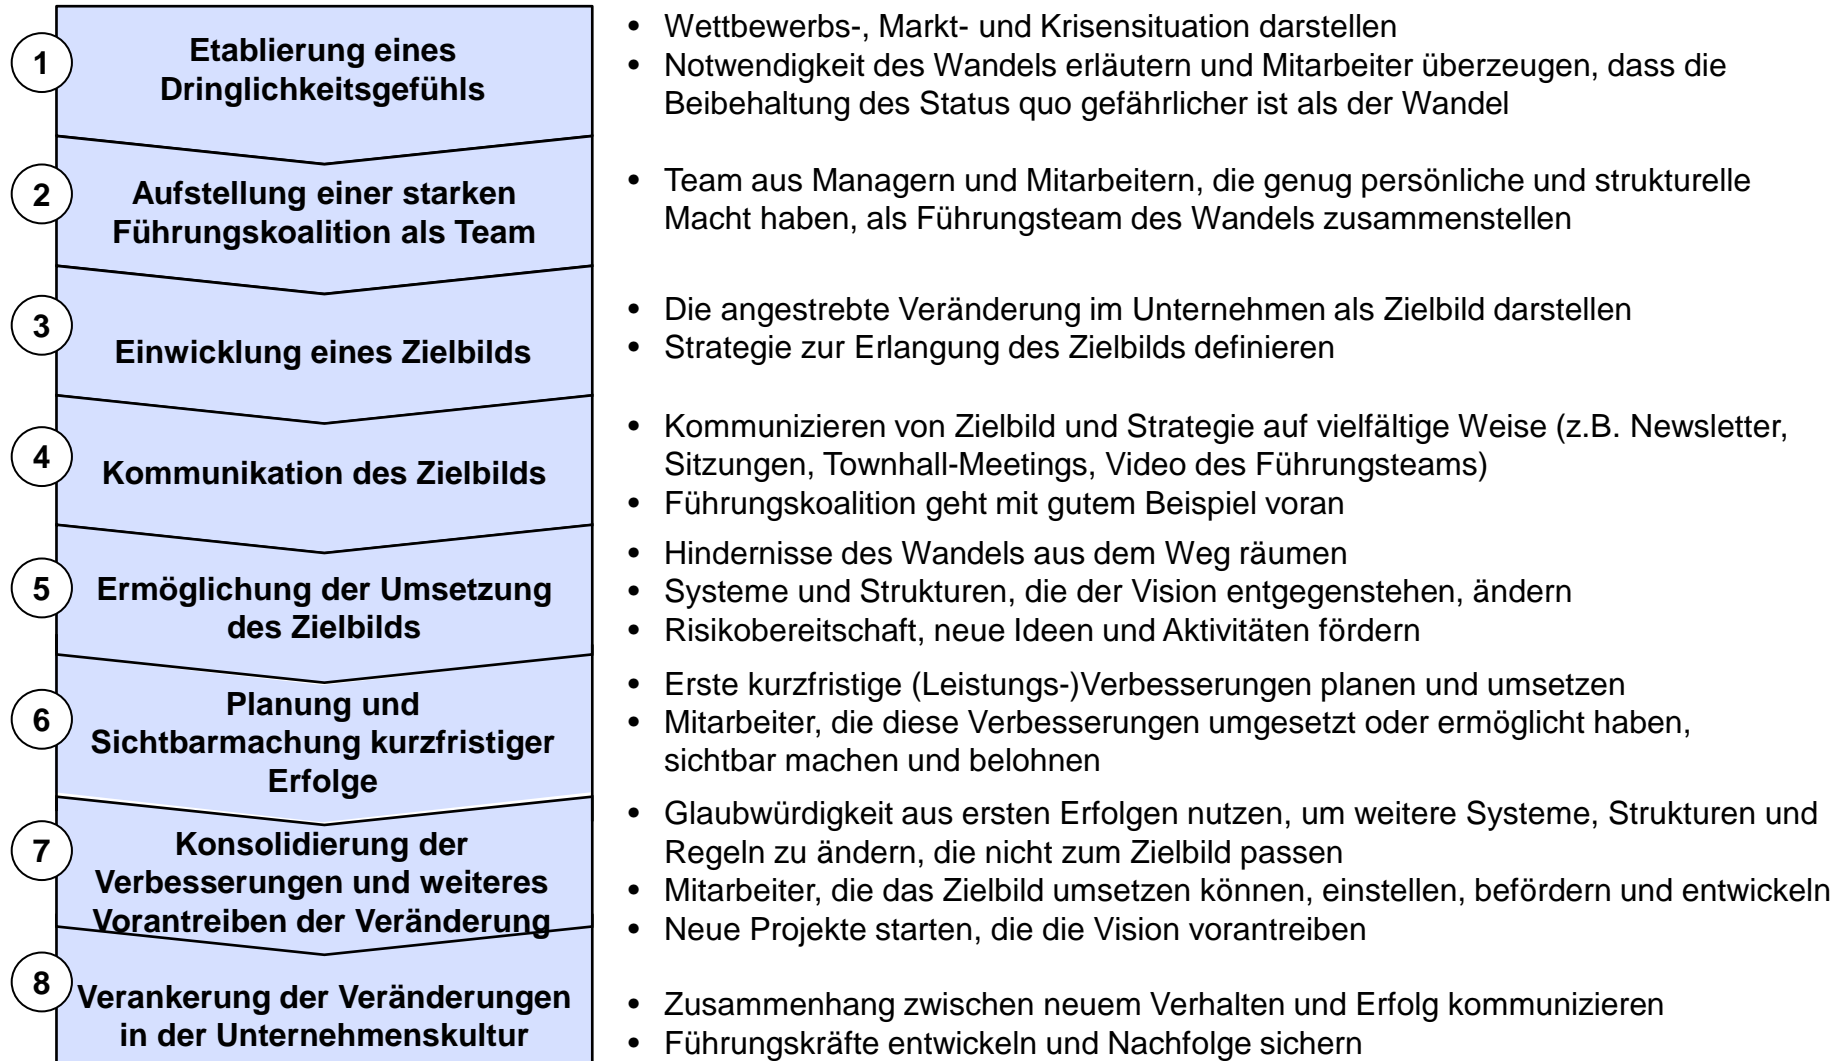 1
Etablierung eines
Dringlichkeitsgefühls
• Wettbewerbs-, Markt- und Krisensituation darstellen
• Notwendigkeit des Wandels erläutern und Mitarbeiter überzeugen, dass die
Beibehaltung des Status quo gefährlicher ist als der Wandel
2
Aufstellung einer starken
Führungskoalition als Team
• Team aus Managern und Mitarbeitern, die genug persönliche und strukturelle
Macht haben, als Führungsteam des Wandels zusammenstellen
3
Einwicklung eines Zielbilds
• Die angestrebte Veränderung im Unternehmen als Zielbild darstellen
• Strategie zur Erlangung des Zielbilds definieren
4
Kommunikation des Zielbilds
• Kommunizieren von Zielbild und Strategie auf vielfältige Weise (z.B. Newsletter,
Sitzungen, Townhall-Meetings, Video des Führungsteams)
• Führungskoalition geht mit gutem Beispiel voran
5
Ermöglichung der Umsetzung
des Zielbilds
• Hindernisse des Wandels aus dem Weg räumen
• Systeme und Strukturen, die der Vision entgegenstehen, ändern
• Risikobereitschaft, neue Ideen und Aktivitäten fördern
6
Planung und
Sichtbarmachung kurzfristiger
Erfolge
• Erste kurzfristige (Leistungs-)Verbesserungen planen und umsetzen
• Mitarbeiter, die diese Verbesserungen umgesetzt oder ermöglicht haben,
sichtbar machen und belohnen
7
Konsolidierung der
Verbesserungen und weiteres
Vorantreiben der Veränderung
• Glaubwürdigkeit aus ersten Erfolgen nutzen, um weitere Systeme, Strukturen und
Regeln zu ändern, die nicht zum Zielbild passen
• Mitarbeiter, die das Zielbild umsetzen können, einstellen, befördern und entwickeln
• Neue Projekte starten, die die Vision vorantreiben
8
Verankerung der Veränderungen
in der Unternehmenskultur
• Zusammenhang zwischen neuem Verhalten und Erfolg kommunizieren
• Führungskräfte entwickeln und Nachfolge sichern